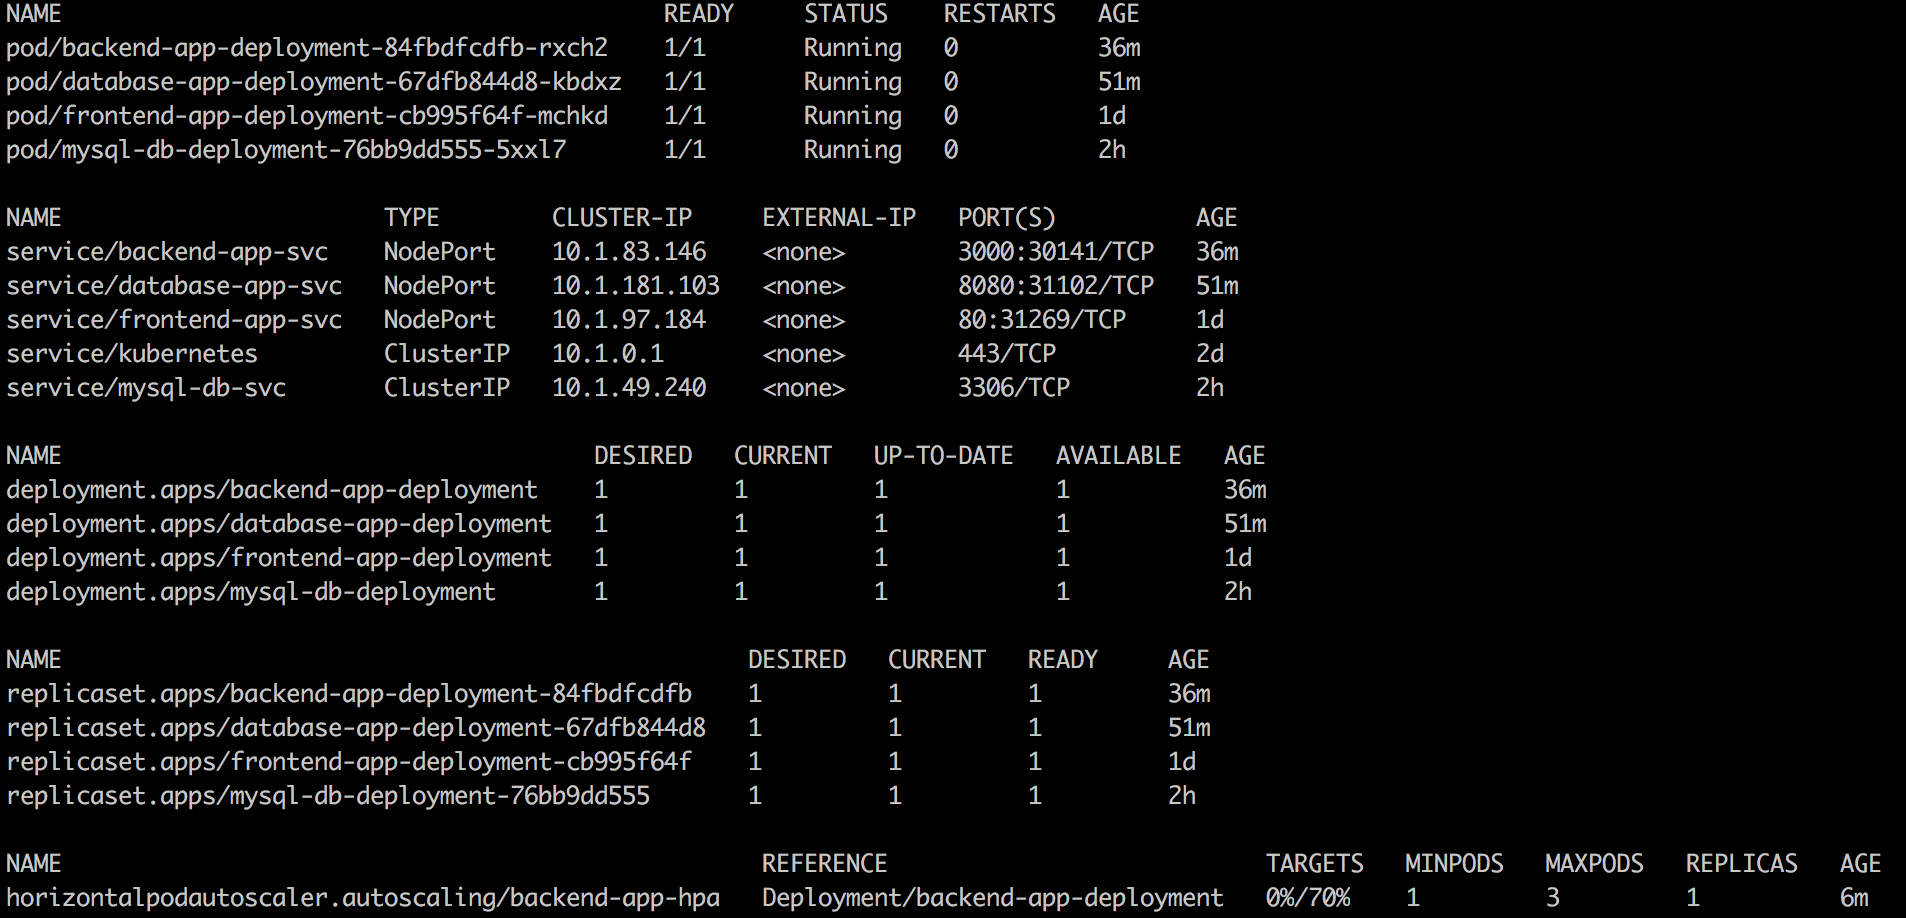 NAME READY STATUS RESTARTS AGE
pod/backend-app-deployment-84fbdfcdfb-rxch2 1/1 Running 0 36m
pod/database-app-deployment-67dfb844d8-kbdxz 1/1 Running 0 51m
pod/frontend-app-deployment-cb995f64f-mchkd 1/1 Running 0 1d
pod/mysql-db-deployment-76bb9dd555-5xxl7 1/1 Running 0 2h
NAME TYPE CLUSTER-IP EXTERNAL-IP PORT(S) AGE
service/backend-app-svc NodePort 10.1.83.146 <none> 3000:30141/TCP 36m
service/database-app-svc NodePort 10.1.181.103 <none> 8080:31102/TCP 51m
service/frontend-app-svc NodePort 10.1.97.184 <none> 80:31269/TCP 1d
service/kubernetes ClusterIP 10.1.0.1 <none> 443/TCP 2d
service/mysql-db-svc ClusterIP 10.1.49.240 <none> 3306/TCP 2h
NAME DESIRED CURRENT UP-TO-DATE AVAILABLE AGE
deployment.apps/backend-app-deployment 1 1 1 1 36m
deployment.apps/database-app-deployment 1 1 1 1 51m
deployment.apps/frontend-app-deployment 1 1 1 1 1d
deployment.apps/mysql-db-deployment 1 1 1 1 2h
NAME DESIRED CURRENT READY AGE
replicaset.apps/backend-app-deployment-84fbdfcdfb 1 1 1 36m
replicaset.apps/database-app-deployment-67dfb844d8 1 1 1 51m
replicaset.apps/frontend-app-deployment-cb995f64f 1 1 1 1d
replicaset.apps/mysql-db-deployment-76bb9dd555 1 1 1 2h
NAME REFERENCE TARGETS MINPODS MAXPODS REPLICAS AGE
horizontalpodautoscaler.autoscaling/backend-app-hpa Deployment/backend-app-deployment 0%/70% 1 3 1 6m